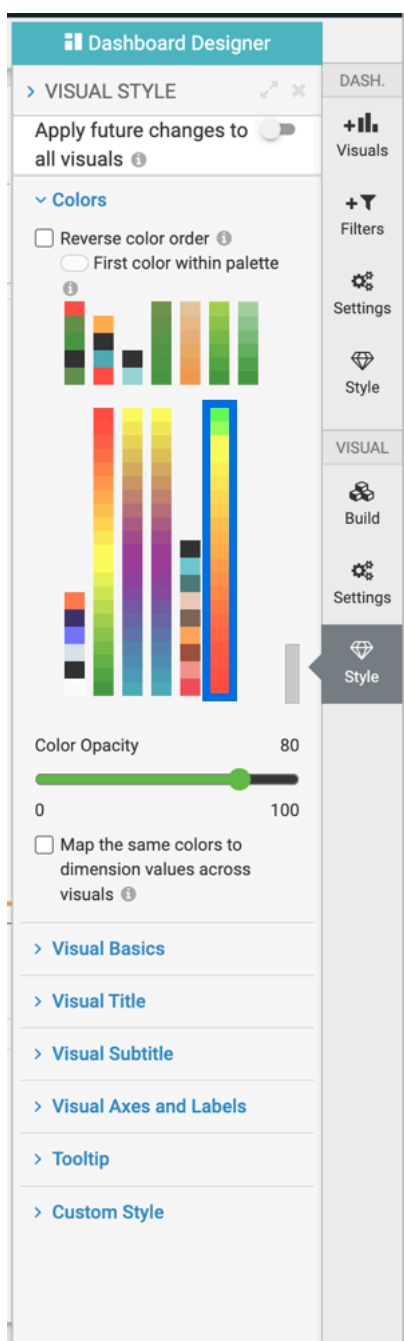 Dashboard Designer
VISUAL STYLE
Apply future changes to
all visuals
Colors
Reverse color order
First color within palette
Color Opacity 80
0 100
Map the same colors to
dimension values across
visuals
Visual Basics
Visual Title
Visual Subtitle
Visual Axes and Labels
Tooltip
Custom Style
DASH.
Visuals
Filters
Settings
Style
VISUAL
Build
Settings
Style